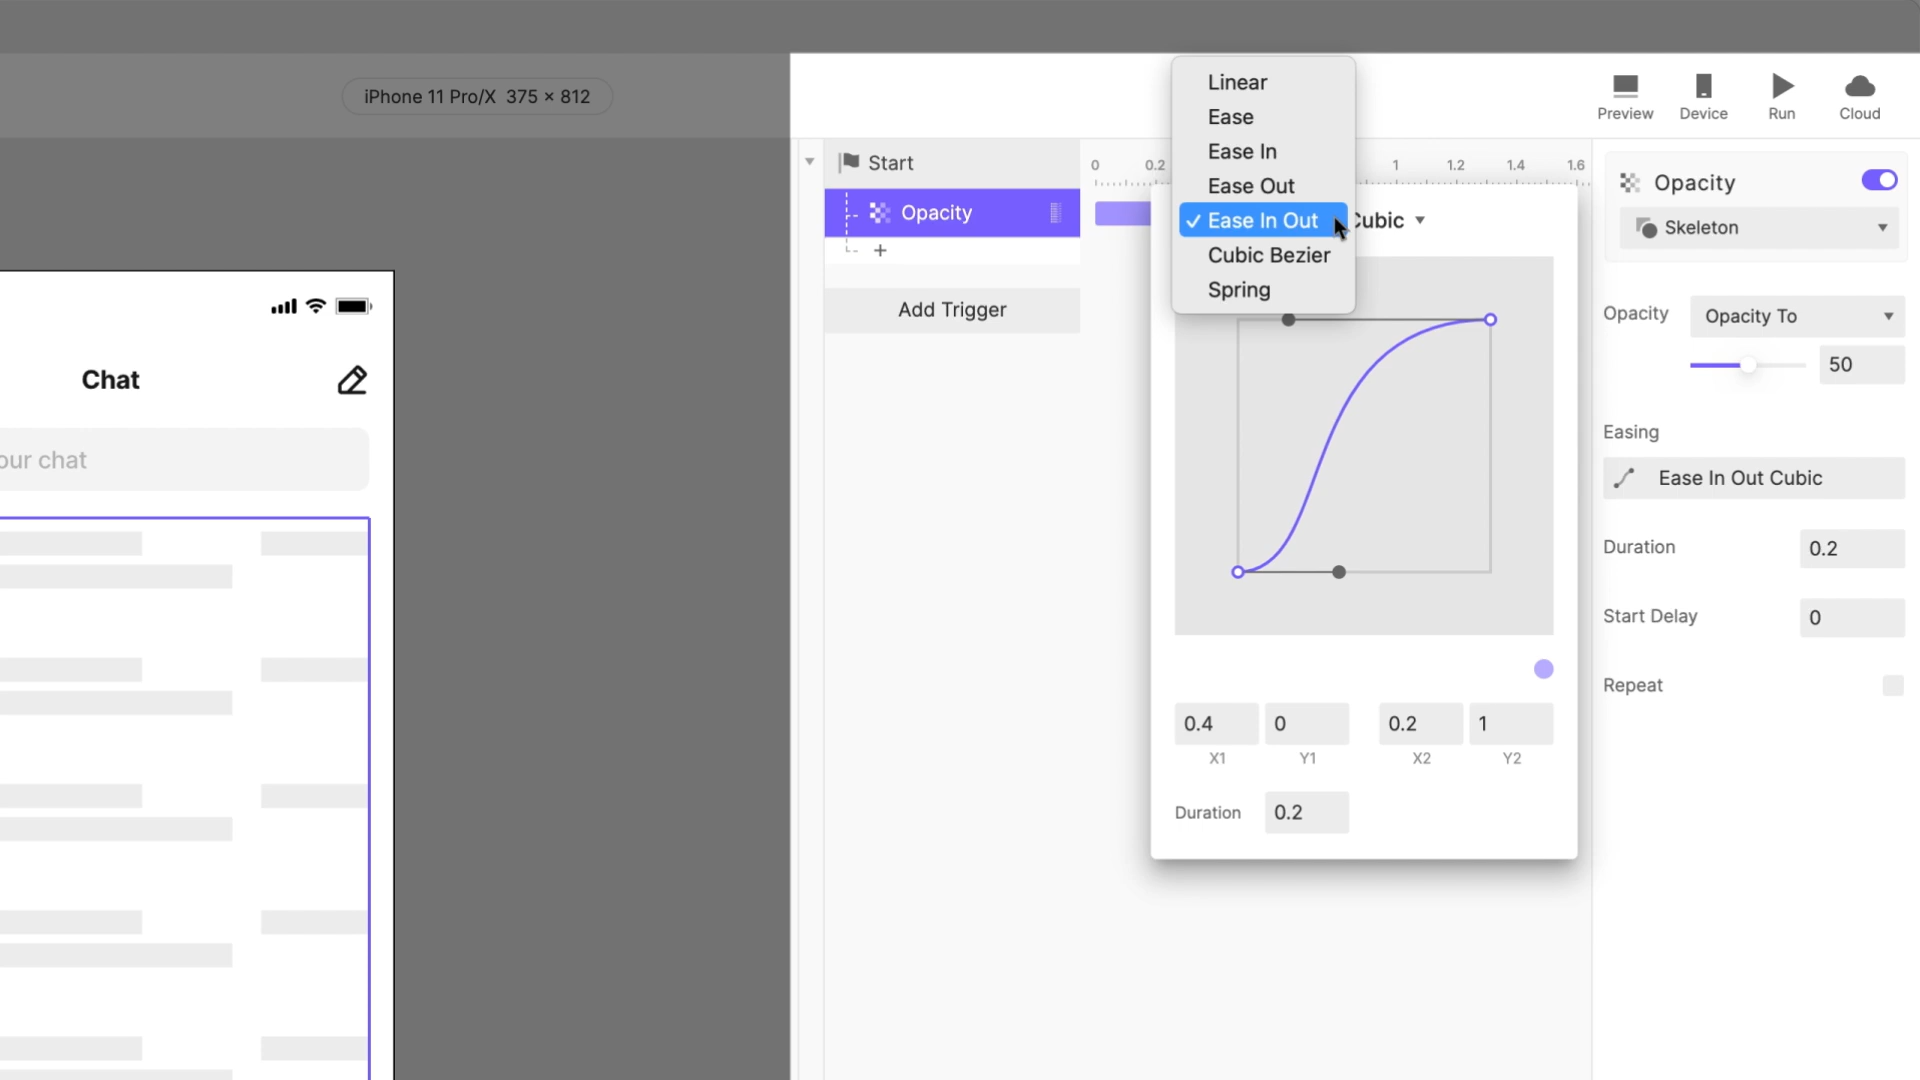 iPhone 11 Pro/X 375 × 812
Linear
Ease
Ease In
Ease Out
Ease In Out
Cubic Bezier
Spring
Preview
Device
Run
Cloud
Start
0 0.2 1 1.2 1.4 1.6
Opacity
+
Add Trigger
Cubic
Opacity
Skeleton
Opacity
Opacity To
50
Easing
Ease In Out Cubic
Duration
0.2
Start Delay
0
Repeat
0.4 0 0.2 1
X1 Y1 X2 Y2
Duration 0.2
Chat
our chat